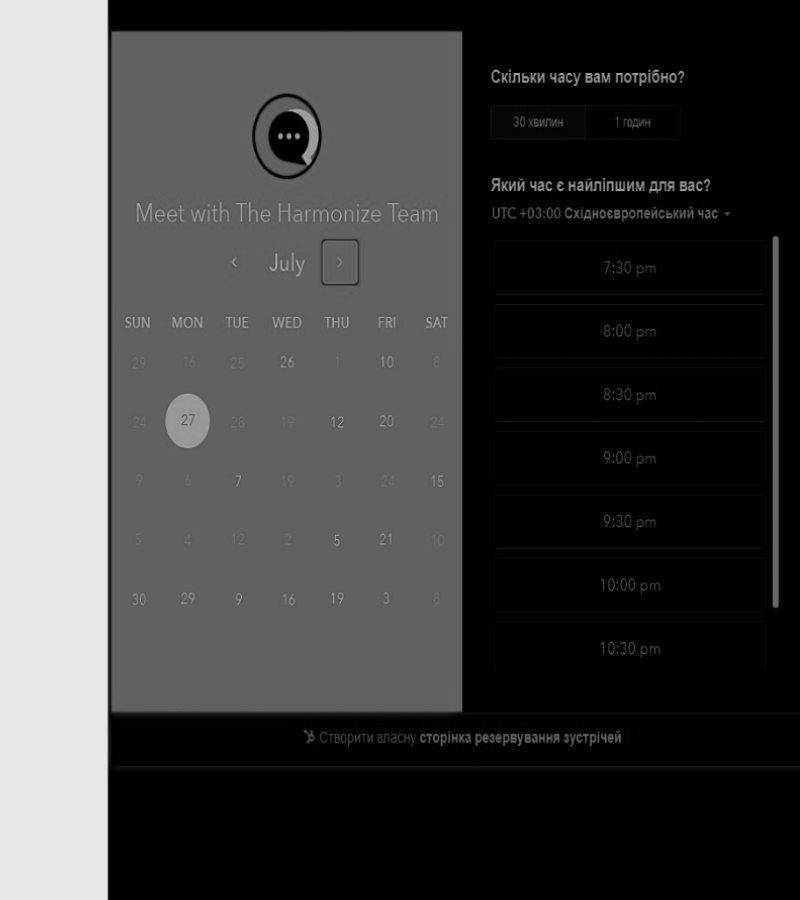 Meet with The Harmonize Team
July
SUN MON TUE WED THU FRI SAT
29 16 25 26 1 10 8
24 27 28 19 12 20 24
9 6 7 19 3 24 15
5 4 12 2 5 21 10
30 29 9 16 19 3 8
Скільки часу вам потрібно?
30 хвилин 1 годин
Який час є найліпшим для вас?
UTC +03:00 Східноєвропейський час
7:30 pm
8:00 pm
8:30 pm
9:00 pm
9:30 pm
10:00 pm
10:30 pm
Створити власну сторінка резервування зустрічей